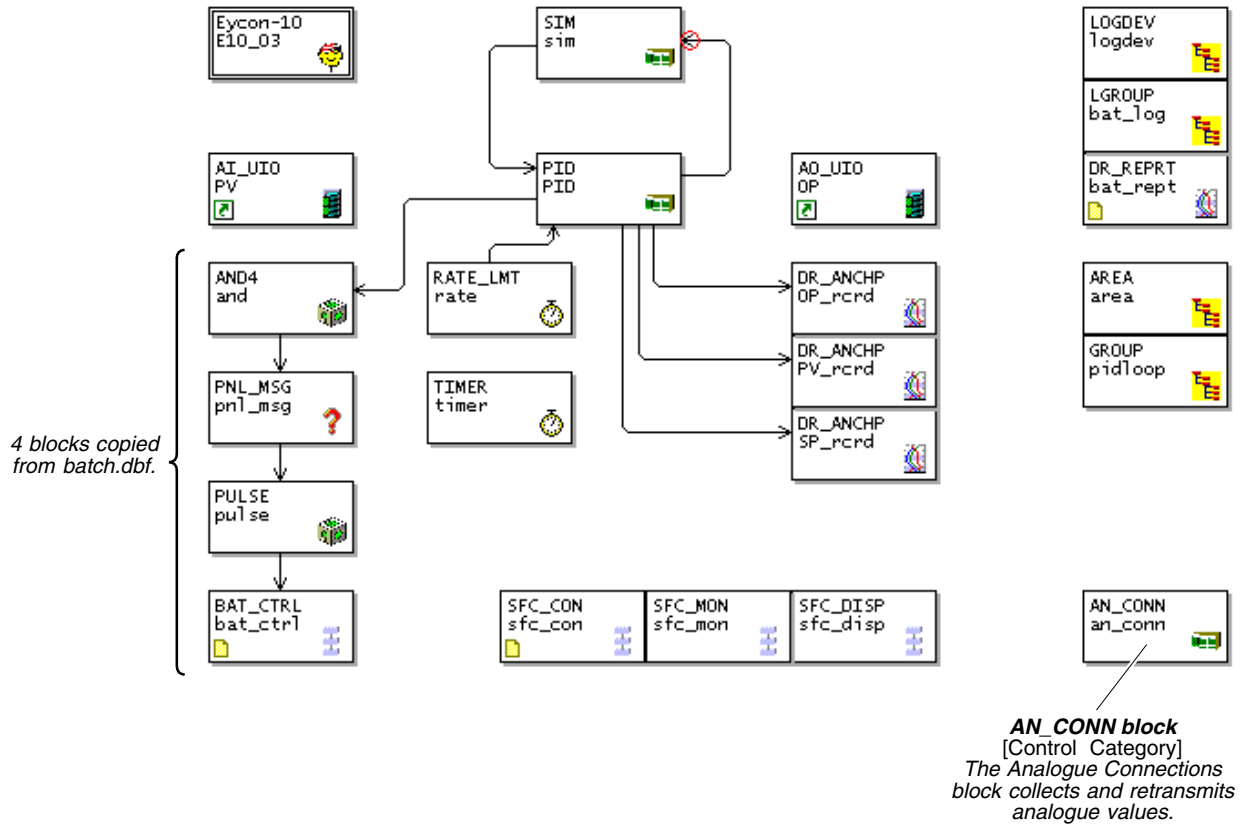 Eycon-10
E10_03
SIM
sim
LOGDEV
logdev
LGROUP
bat_log
AI_UIO
PV
PID
PID
AO_UIO
OP
DR_REPRT
bat_rept
AND4
and
RATE_LMT
rate
DR_ANCHP
OP_rcrd
AREA
area
DR_ANCHP
PV_rcrd
GROUP
pidloop
PNL_MSG
pnl_msg
TIMER
timer
DR_ANCHP
SP_rcrd
4 blocks copied
from batch.dbf.
PULSE
pulse
BAT_CTRL
bat_ctrl
SFC_CON
sfc_con
SFC_MON
sfc_mon
SFC_DISP
sfc_disp
AN_CONN
an_conn
AN_CONN block
[Control Category]
The Analogue Connections
block collects and retransmits
analogue values.